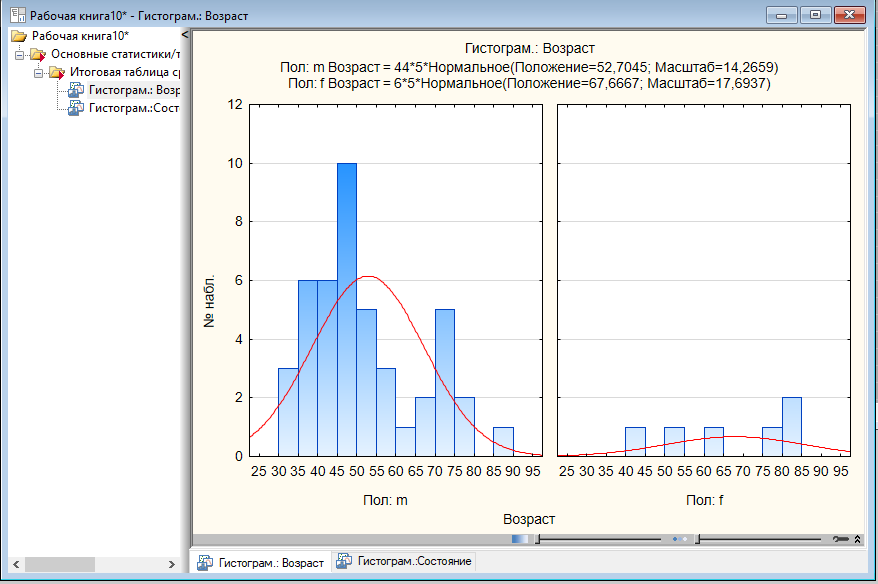 Рабочая книга10* - Гистограм.: Возраст
Рабочая книга10*
Основные статистики/т
Итоговая таблица ср
Гистограм.: Возр
Гистограм.:Сост
Гистограм.: Возраст
Пол: m Возраст = 44*5*Нормальное(Положение=52,7045; Масштаб=14,2659)
Пол: f Возраст = 6*5*Нормальное(Положение=67,6667; Масштаб=17,6937)
№ набл.
12
10
8
6
4
2
0
25 30 35 40 45 50 55 60 65 70 75 80 85 90 95
25 30 35 40 45 50 55 60 65 70 75 80 85 90 95
Пол: m
Пол: f
Возраст
Гистограм.: Возраст
Гистограм.:Состояние